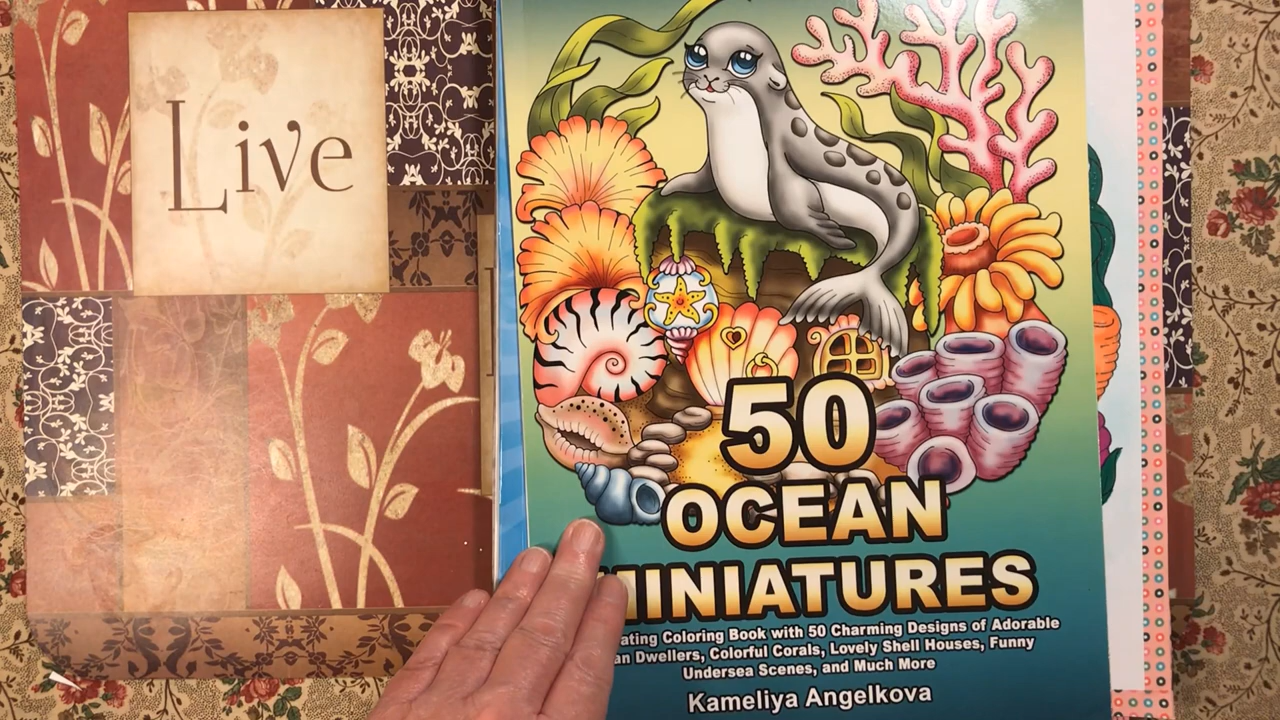 Live
50
OCEAN
MINIATURES
ating Coloring Book with 50 Charming Designs of Adorable
an Dwellers, Colorful Corals, Lovely Shell Houses, Funny
Undersea Scenes, and Much More
Kameliya Angelkova